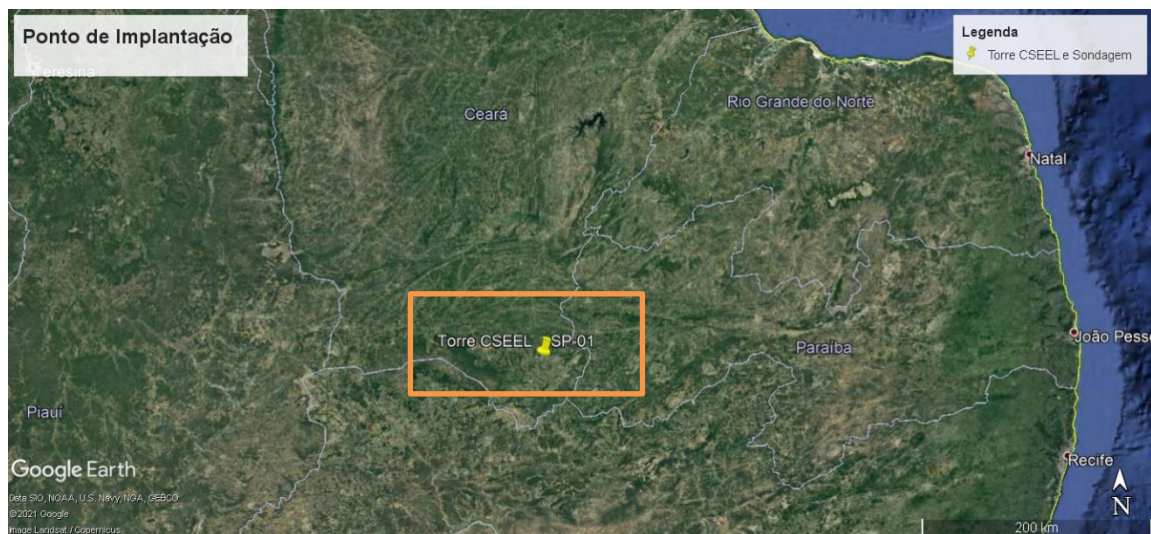 Ponto de Implantação
Legenda
Torre CSEEL e Sondagem
Teresina
Ceará
Rio Grande do Norte
Natal
Torre CSEEL
SP-01
João Pesso
Paraíba
Piauí
Recife
Google Earth
Data SIO, NOAA, U.S. Navy, NGA, GEBCO
©2021 Google
Image Landsat / Copernicus
N
200 km